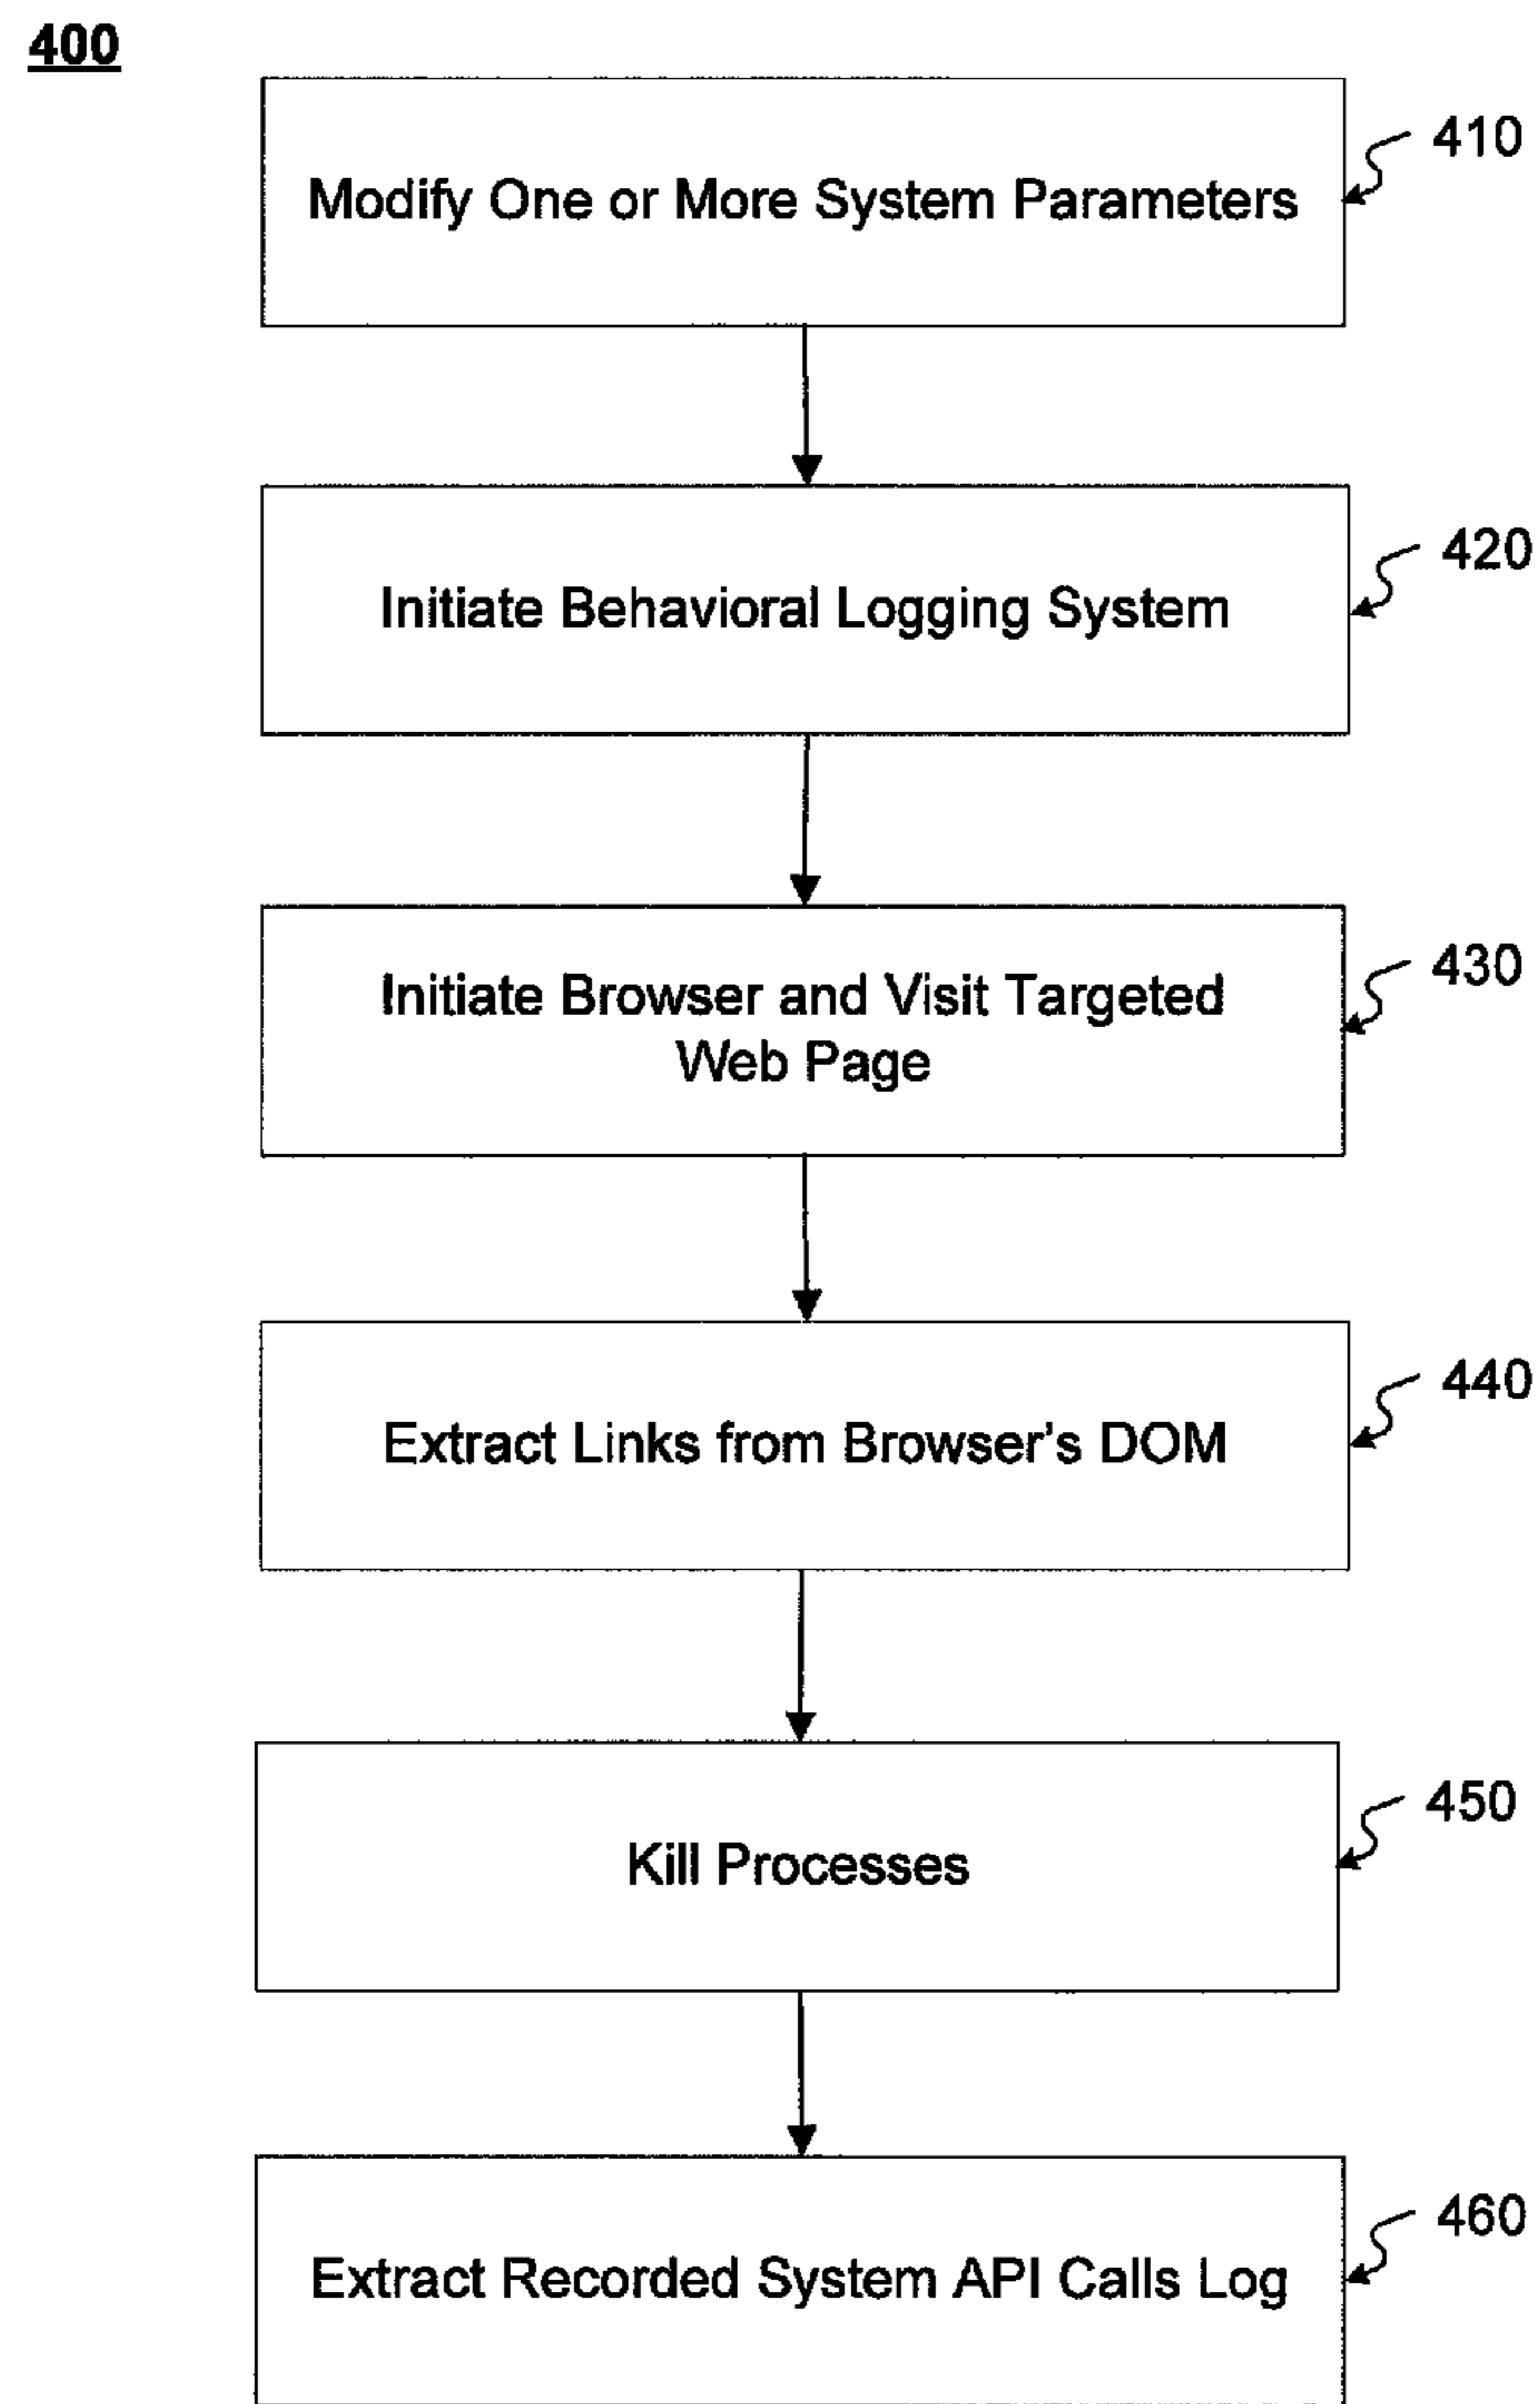 400
Modify One or More System Parameters
410
Initiate Behavioral Logging System
420
Initiate Browser and Visit Targeted
Web Page
430
Extract Links from Browser's DOM
440
Kill Processes
450
Extract Recorded System API Calls Log
460